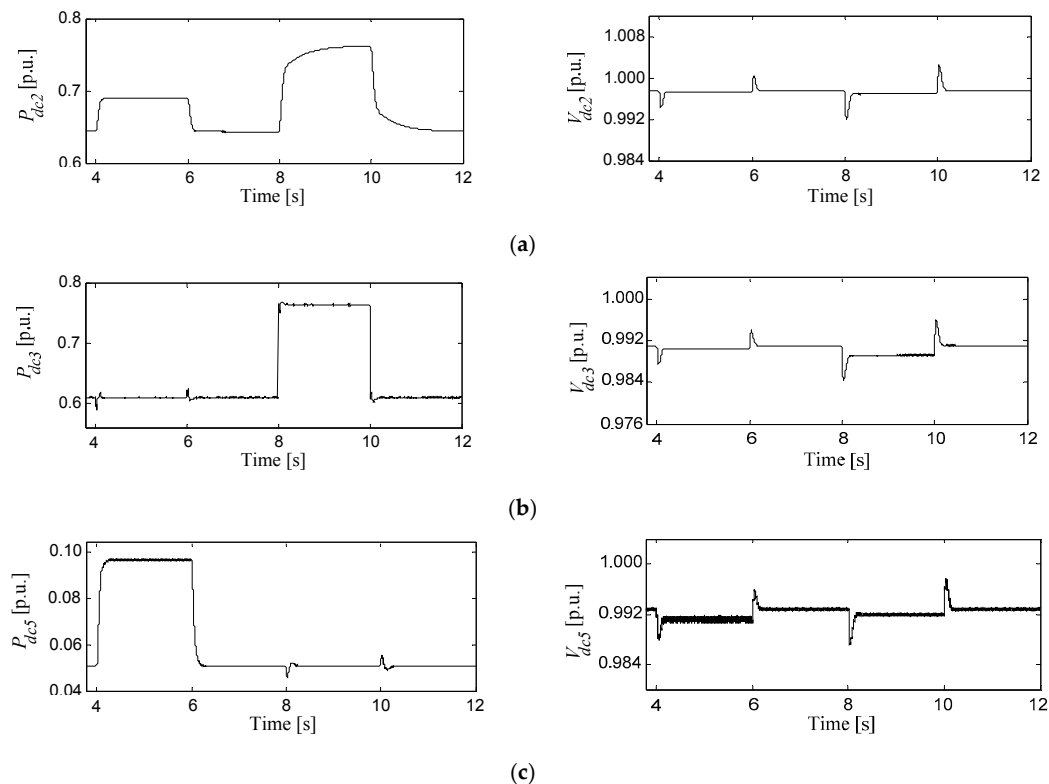 0.8
0.7
0.6
P_dc2 [p.u.]
4 6 8 10 12
Time [s]
1.008
1.000
0.992
0.984
V_dc2 [p.u.]
4 6 8 10 12
Time [s]
(a)
0.8
0.7
0.6
P_dc3 [p.u.]
4 6 8 10 12
Time [s]
1.000
0.992
0.984
0.976
V_dc3 [p.u.]
4 6 8 10 12
Time [s]
(b)
0.10
0.08
0.06
0.04
P_dc5 [p.u.]
4 6 8 10 12
Time [s]
1.000
0.992
0.984
V_dc5 [p.u.]
4 6 8 10 12
Time [s]
(c)